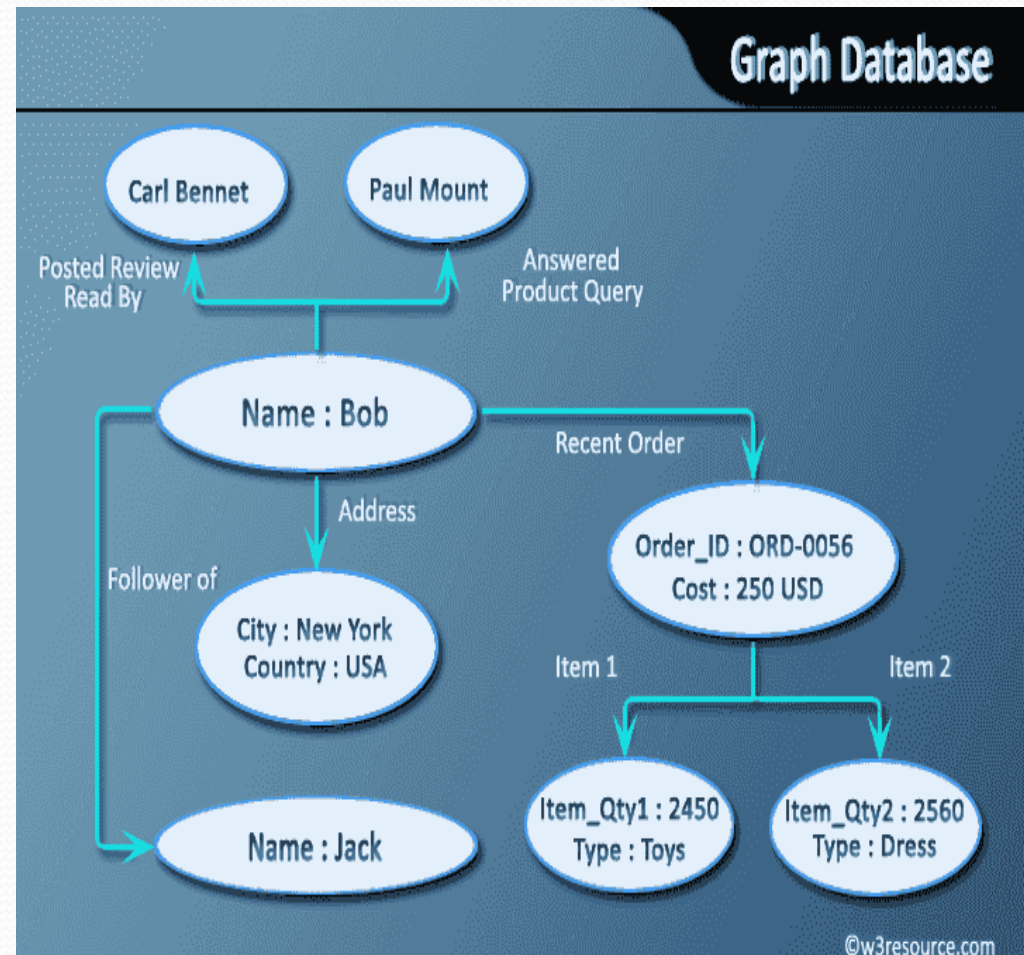 Graph Database
Carl Bennet
Paul Mount
Posted Review
Read By
Answered
Product Query
Name : Bob
Recent Order
Address
Order_ID : ORD-0056
Cost : 250 USD
Follower of
City : New York
Country : USA
Item 1
Item 2
Item_Qty1 : 2450
Type : Toys
Item_Qty2 : 2560
Type : Dress
Name : Jack
©w3resource.com